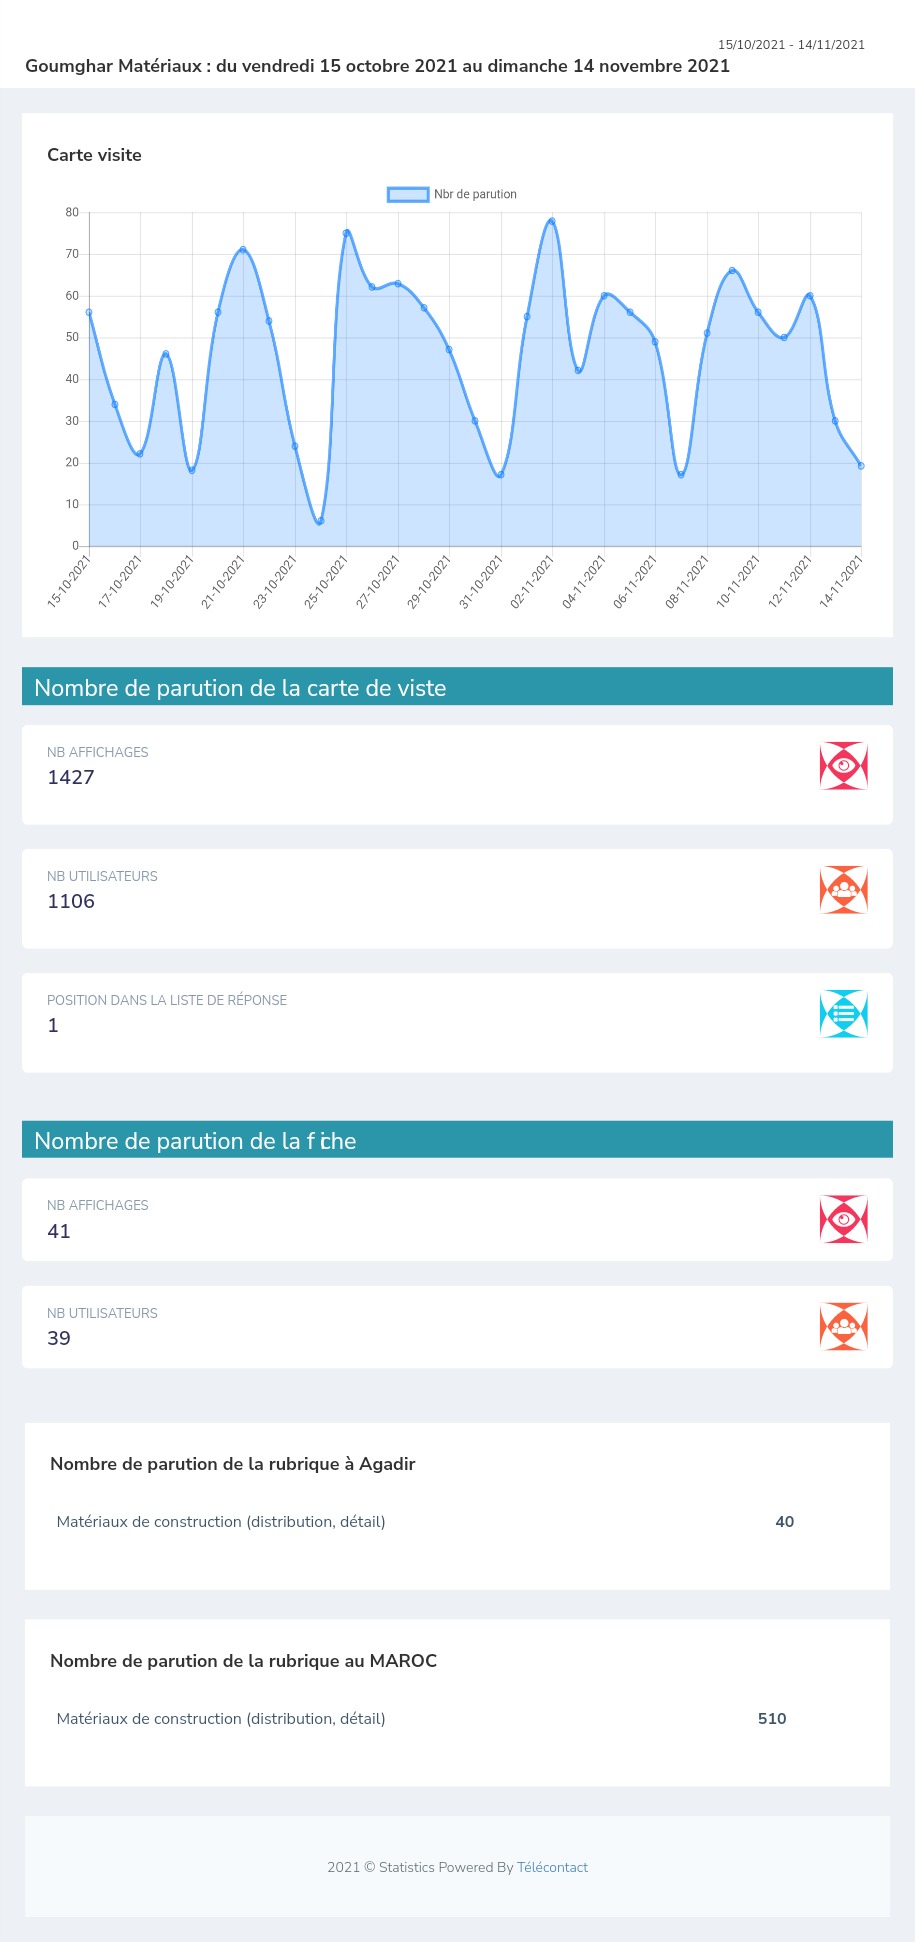 15/10/2021 - 14/11/2021
Goumghar Matériaux : du vendredi 15 octobre 2021 au dimanche 14 novembre 2021
Carte visite
Nbr de parution
80
70
60
50
40
30
20
10
0
15-10-2021
17-10-2021
19-10-2021
21-10-2021
23-10-2021
25-10-2021
27-10-2021
29-10-2021
31-10-2021
02-11-2021
04-11-2021
06-11-2021
08-11-2021
10-11-2021
12-11-2021
14-11-2021
Nombre de parution de la carte de viste
NB AFFICHAGES
1427
NB UTILISATEURS
1106
POSITION DANS LA LISTE DE RÉPONSE
1
Nombre de parution de la fiche
NB AFFICHAGES
41
NB UTILISATEURS
39
Nombre de parution de la rubrique à Agadir
Matériaux de construction (distribution, détail) 40
Nombre de parution de la rubrique au MAROC
Matériaux de construction (distribution, détail) 510
2021 © Statistics Powered By Télécontact